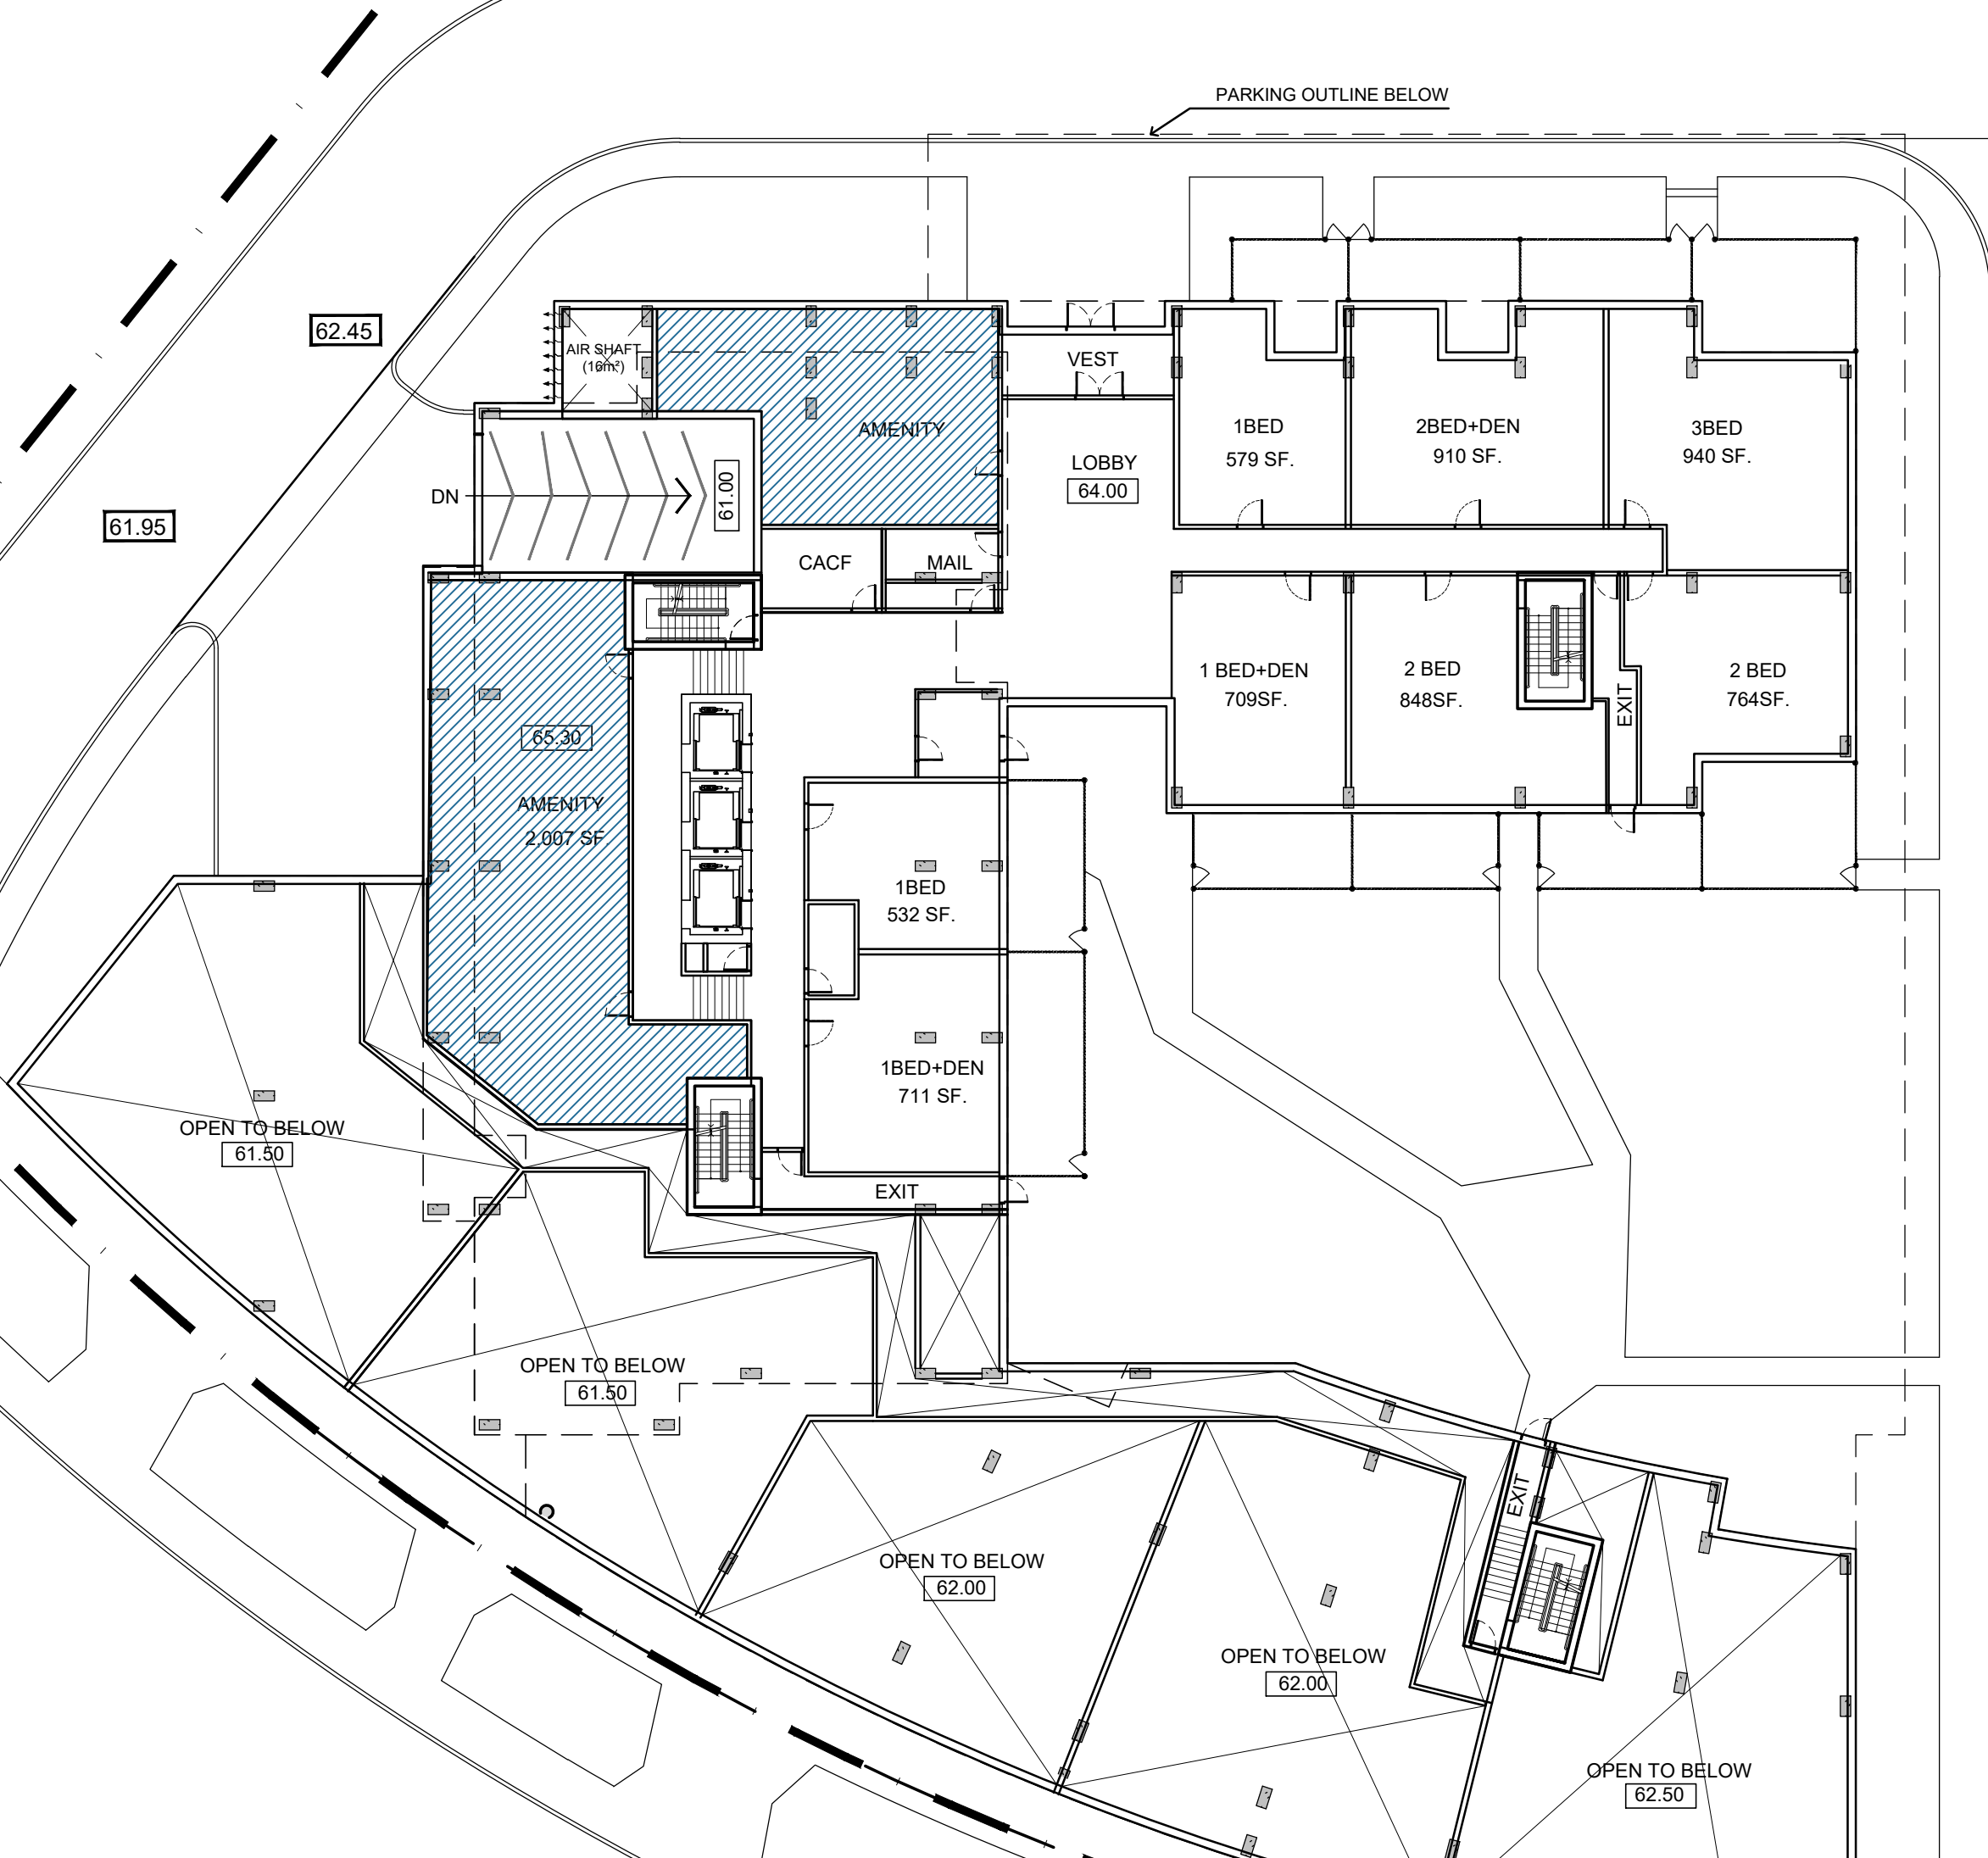 PARKING OUTLINE BELOW
62.45
AIR SHAFT
(16m²)
VEST
AMENITY
1BED
579 SF.
2BED+DEN
910 SF.
3BED
940 SF.
LOBBY
64.00
DN
61.00
61.95
CACF
MAIL
1 BED+DEN
709SF.
2 BED
848SF.
EXIT
2 BED
764SF.
65.30
AMENITY
2,007 SF.
1BED
532 SF.
1BED+DEN
711 SF.
OPEN TO BELOW
61.50
EXIT
OPEN TO BELOW
61.50
EXIT
OPEN TO BELOW
62.00
OPEN TO BELOW
62.00
OPEN TO BELOW
62.50